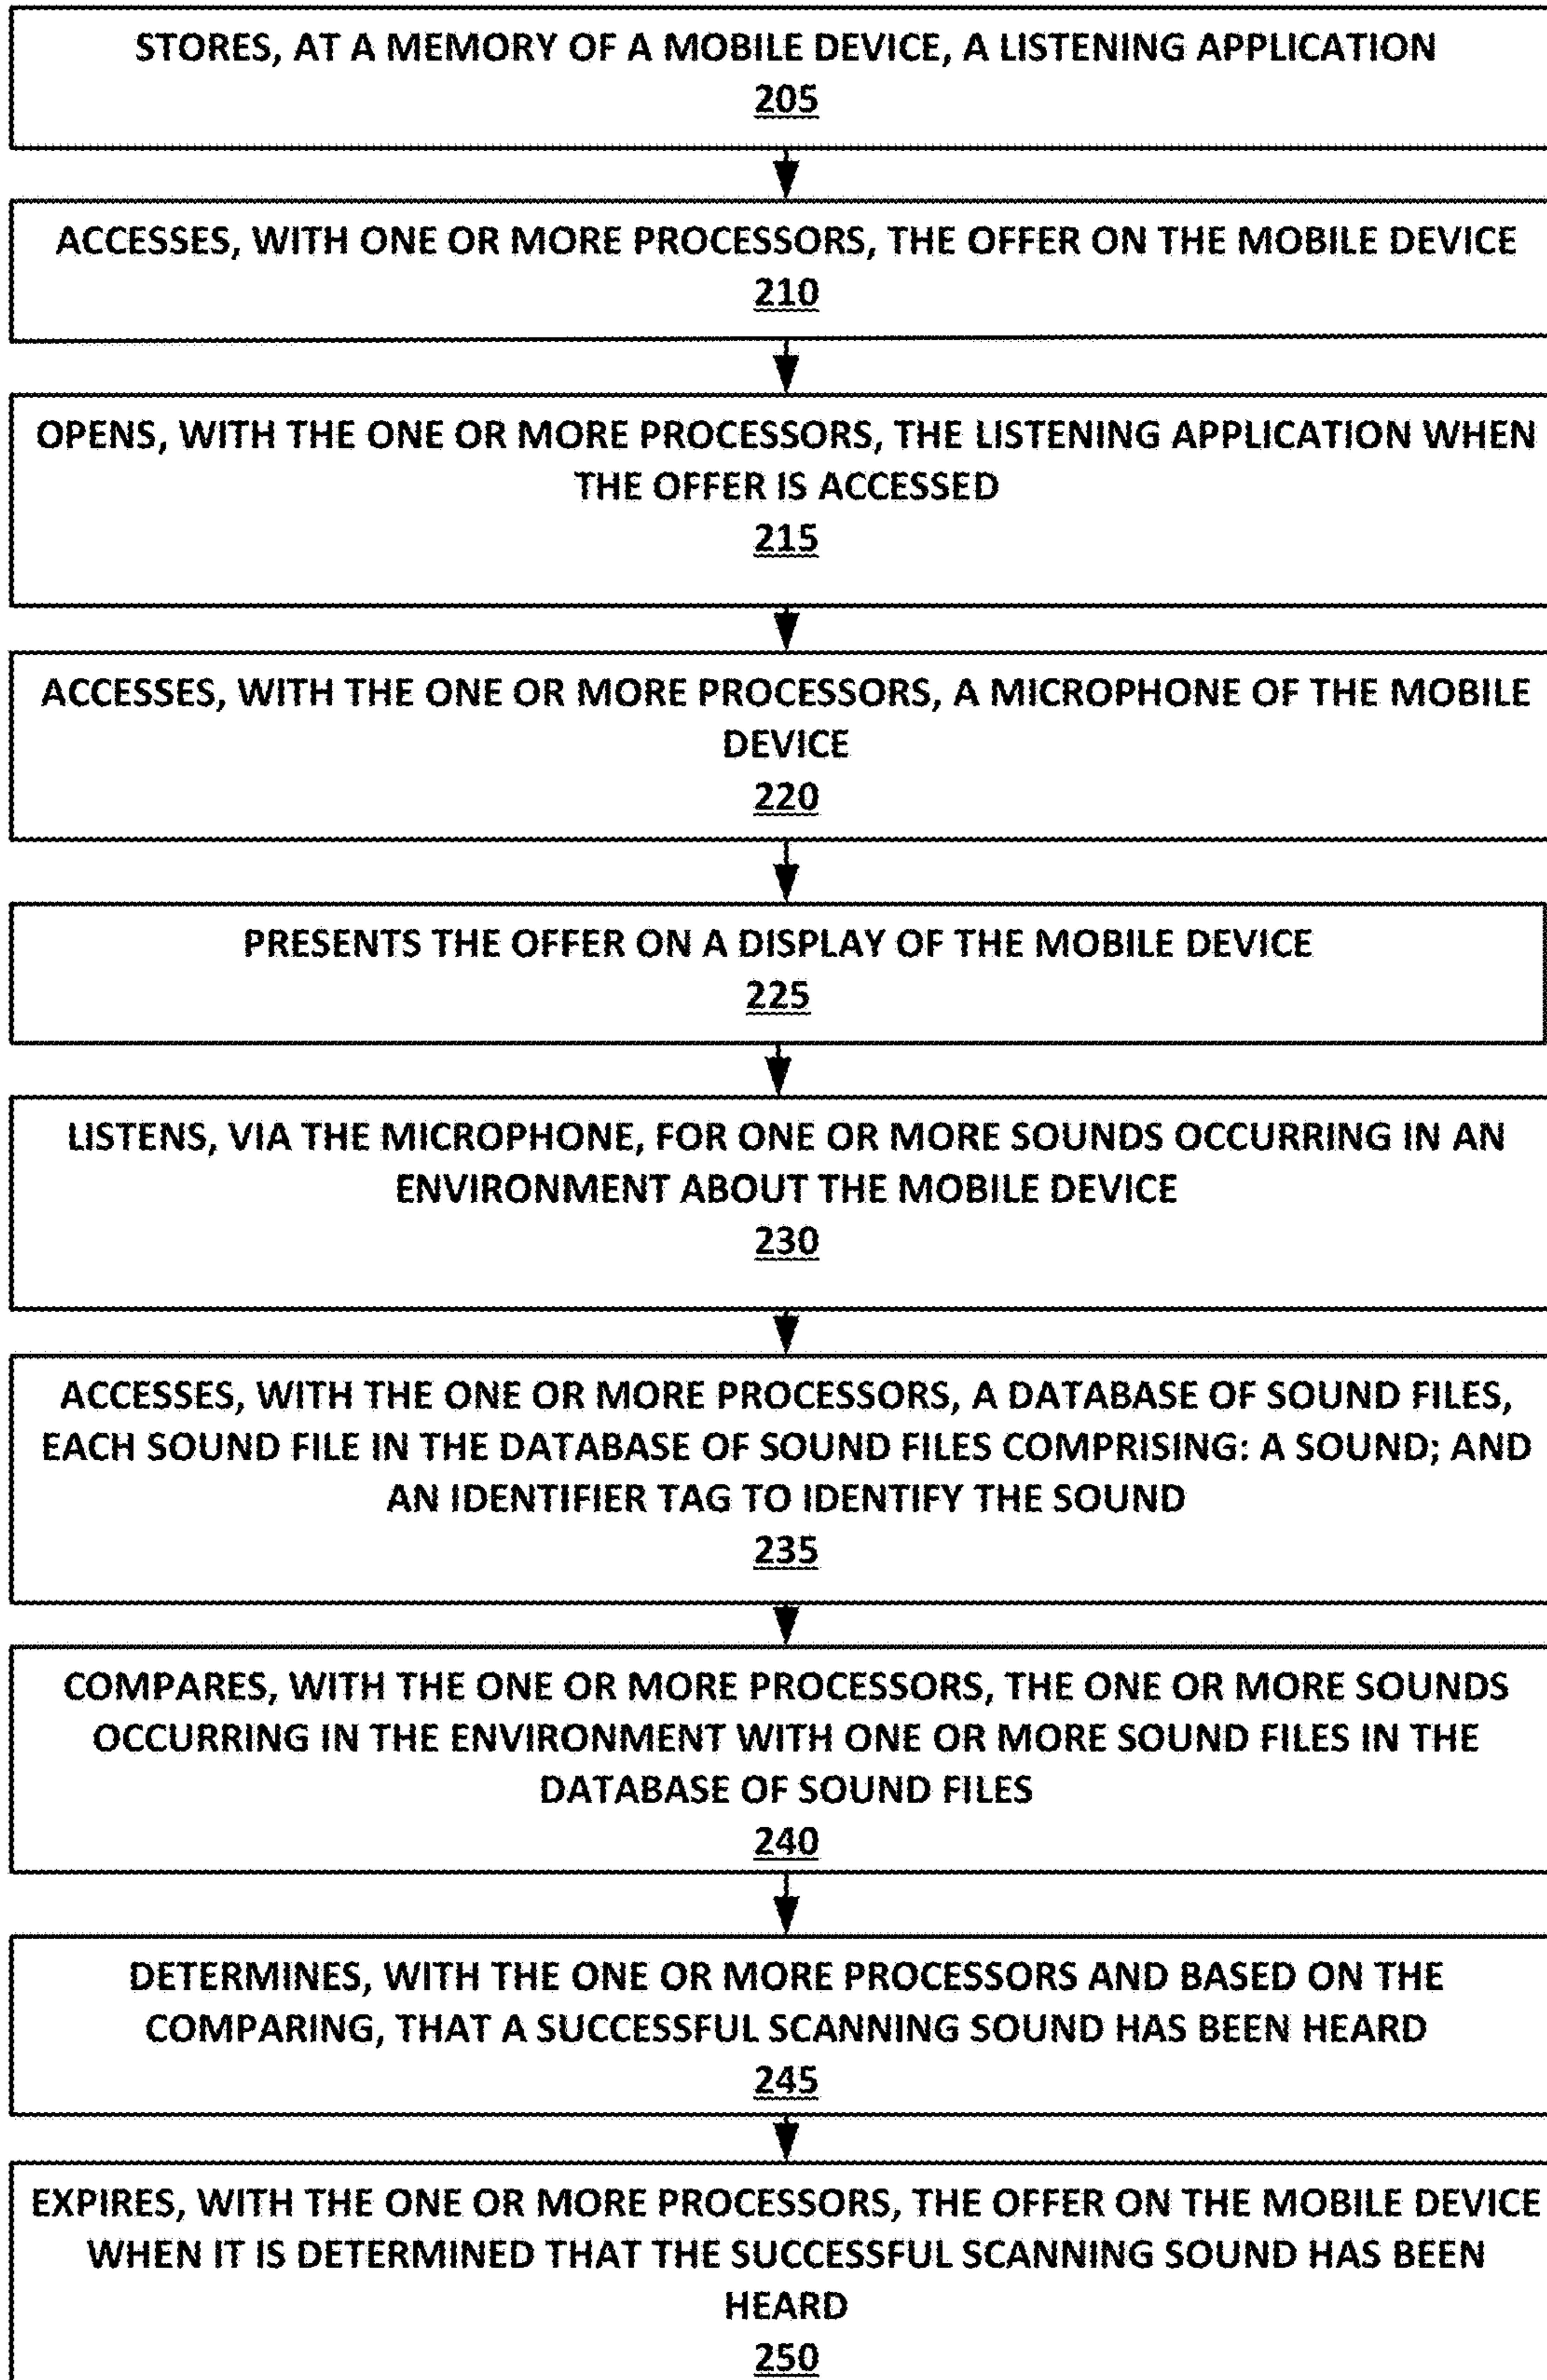 STORES, AT A MEMORY OF A MOBILE DEVICE, A LISTENING APPLICATION
205
ACCESSES, WITH ONE OR MORE PROCESSORS, THE OFFER ON THE MOBILE DEVICE
210
OPENS, WITH THE ONE OR MORE PROCESSORS, THE LISTENING APPLICATION WHEN
THE OFFER IS ACCESSED
215
ACCESSES, WITH THE ONE OR MORE PROCESSORS, A MICROPHONE OF THE MOBILE
DEVICE
220
PRESENTS THE OFFER ON A DISPLAY OF THE MOBILE DEVICE
225
LISTENS, VIA THE MICROPHONE, FOR ONE OR MORE SOUNDS OCCURRING IN AN
ENVIRONMENT ABOUT THE MOBILE DEVICE
230
ACCESSES, WITH THE ONE OR MORE PROCESSORS, A DATABASE OF SOUND FILES,
EACH SOUND FILE IN THE DATABASE OF SOUND FILES COMPRISING: A SOUND; AND
AN IDENTIFIER TAG TO IDENTIFY THE SOUND
235
COMPARES, WITH THE ONE OR MORE PROCESSORS, THE ONE OR MORE SOUNDS
OCCURRING IN THE ENVIRONMENT WITH ONE OR MORE SOUND FILES IN THE
DATABASE OF SOUND FILES
240
DETERMINES, WITH THE ONE OR MORE PROCESSORS AND BASED ON THE
COMPARING, THAT A SUCCESSFUL SCANNING SOUND HAS BEEN HEARD
245
EXPIRES, WITH THE ONE OR MORE PROCESSORS, THE OFFER ON THE MOBILE DEVICE
WHEN IT IS DETERMINED THAT THE SUCCESSFUL SCANNING SOUND HAS BEEN
HEARD
250